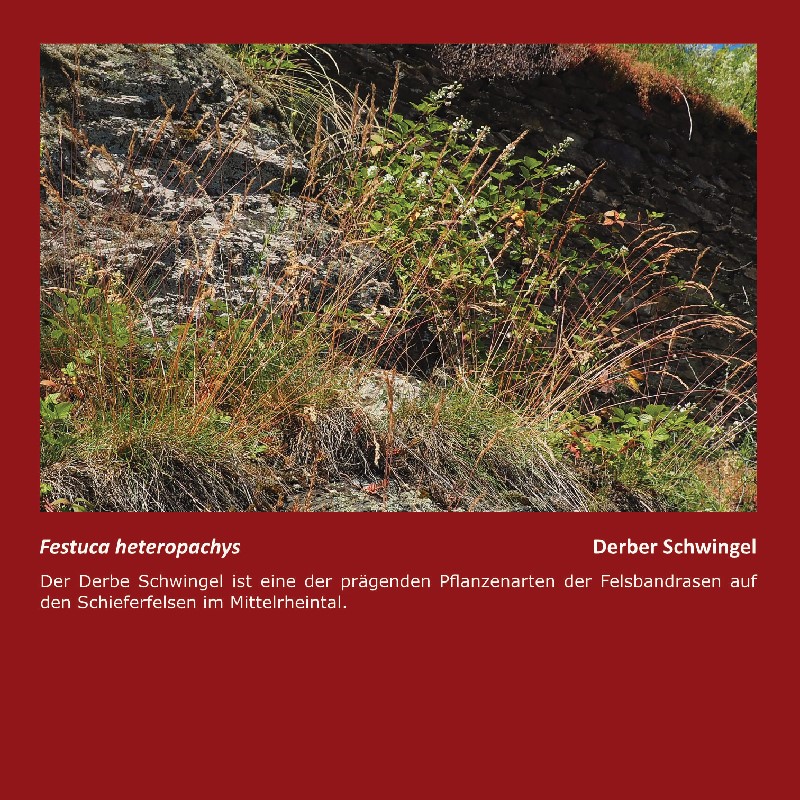 Festuca heteropachys Derber Schwingel
Der Derbe Schwingel ist eine der prägenden Pflanzenarten der Felsbandrasen auf
den Schieferfelsen im Mittelrheintal.